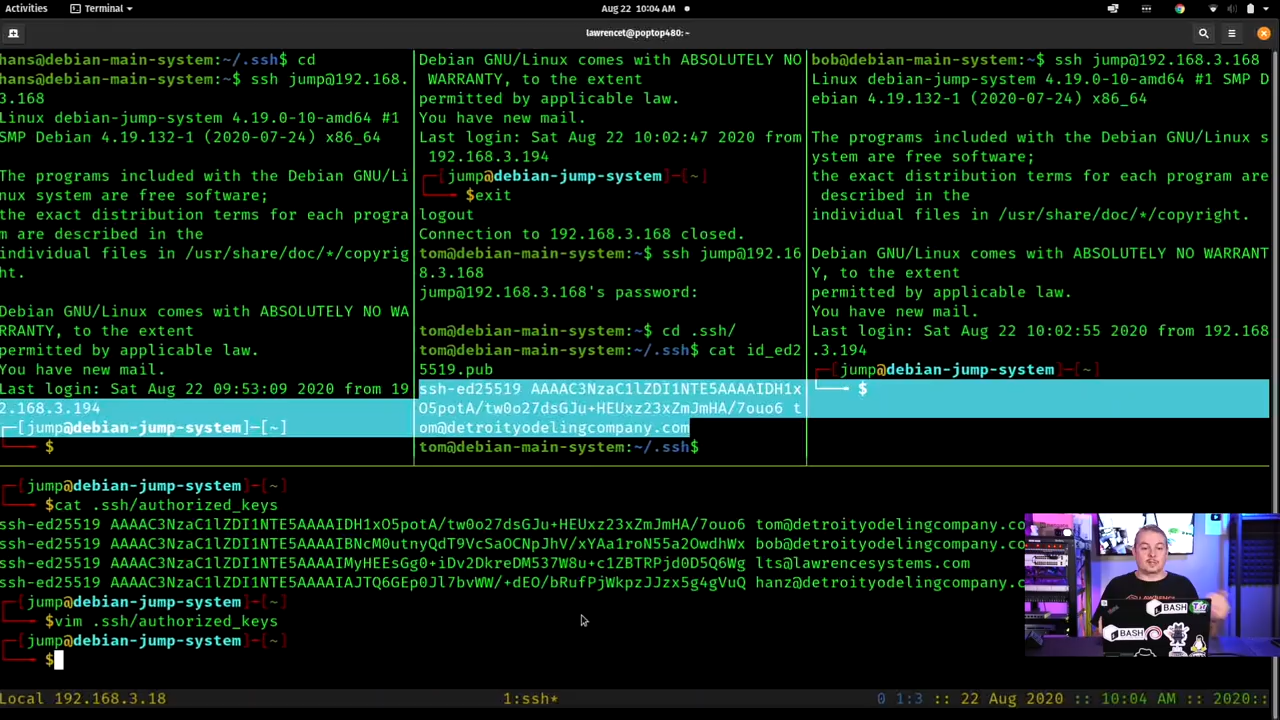 Activities
Terminal
Aug 22 10:04 AM
lawrencet@poptop480: ~
hans@debian-main-system:~/.ssh$ cd
hans@debian-main-system:~$ ssh jump@192.168.
3.168
Linux debian-jump-system 4.19.0-10-amd64 #1
SMP Debian 4.19.132-1 (2020-07-24) x86_64
The programs included with the Debian GNU/Li
nux system are free software;
the exact distribution terms for each progra
m are described in the
individual files in /usr/share/doc/*/copyrig
ht.
Debian GNU/Linux comes with ABSOLUTELY NO WA
RRANTY, to the extent
permitted by applicable law.
You have new mail.
Last login: Sat Aug 22 09:53:09 2020 from 19
2.168.3.194
┌─[jump@debian-jump-system]─[~]
└──╼ $
Debian GNU/Linux comes with ABSOLUTELY NO
WARRANTY, to the extent
permitted by applicable law.
You have new mail.
Last login: Sat Aug 22 10:02:47 2020 from
192.168.3.194
┌─[jump@debian-jump-system]─[~]
└──╼ $exit
logout
Connection to 192.168.3.168 closed.
tom@debian-main-system:~$ ssh jump@192.16
8.3.168
jump@192.168.3.168's password:
tom@debian-main-system:~$ cd .ssh/
tom@debian-main-system:~/.ssh$ cat id_ed2
5519.pub
ssh-ed25519 AAAAC3NzaC1lZDI1NTE5AAAAIDH1x
O5potA/tw0o27dsGJu+HEUxz23xZmJmHA/7ouo6 t
om@detroityodelingcompany.com
tom@debian-main-system:~/.ssh$
bob@debian-main-system:~$ ssh jump@192.168.3.168
Linux debian-jump-system 4.19.0-10-amd64 #1 SMP D
ebian 4.19.132-1 (2020-07-24) x86_64
The programs included with the Debian GNU/Linux s
ystem are free software;
the exact distribution terms for each program are
described in the
individual files in /usr/share/doc/*/copyright.
Debian GNU/Linux comes with ABSOLUTELY NO WARRANT
Y, to the extent
permitted by applicable law.
You have new mail.
Last login: Sat Aug 22 10:02:55 2020 from 192.168
.3.194
┌─[jump@debian-jump-system]─[~]
└──╼ $
┌─[jump@debian-jump-system]─[~]
└──╼ $cat .ssh/authorized_keys
ssh-ed25519 AAAAC3NzaC1lZDI1NTE5AAAAIDH1xO5potA/tw0o27dsGJu+HEUxz23xZmJmHA/7ouo6 tom@detroityodelingcompany.co
ssh-ed25519 AAAAC3NzaC1lZDI1NTE5AAAAIBNcM0utnyQdT9VcSaOCNpJhV/xYAa1roN55a2OwdhWx bob@detroityodelingcompany.co
ssh-ed25519 AAAAC3NzaC1lZDI1NTE5AAAAIMyHEEsGg0+iDv2DkreDM537W8u+c1ZBTRPjd0D5Q6Wg lts@lawrencesystems.com
ssh-ed25519 AAAAC3NzaC1lZDI1NTE5AAAAIAJTQ6GEp0Jl7bvWW/+dEO/bRufPjWkpzJJzx5g4gVuQ hanz@detroityodelingcompany.c
┌─[jump@debian-jump-system]─[~]
└──╼ $vim .ssh/authorized_keys
┌─[jump@debian-jump-system]─[~]
└──╼ $
BASH
BASH
Local 192.168.3.18
1:ssh*
0 1:3 :: 22 Aug 2020 :: 10:04 AM :: 2020::